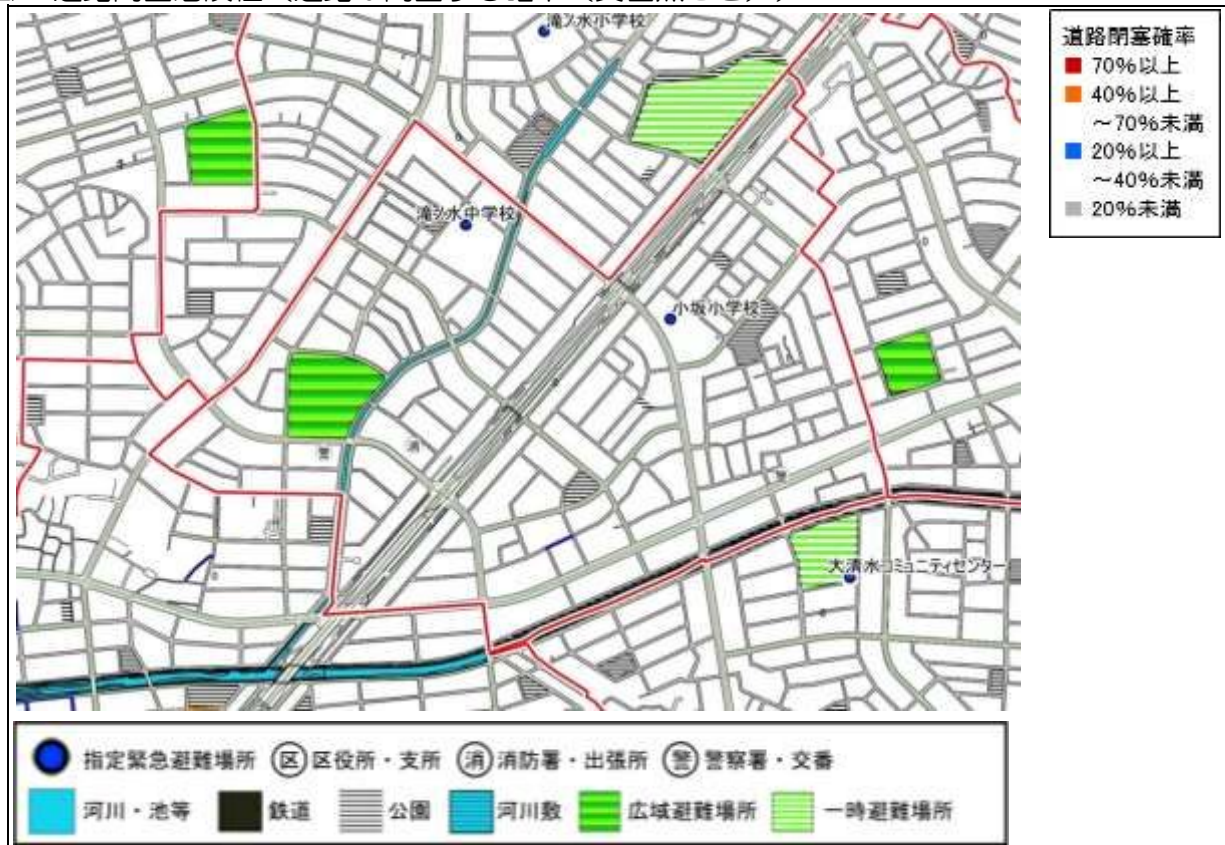 道路閉塞確率
70%以上
40%以上
～70%未満
20%以上
～40%未満
20%未満
滝ノ水小学校
滝ノ水中学校
小坂小学校
警
消
大清水コミュニティセンター
指定緊急避難場所 区 区役所・支所 消 消防署・出張所 警 警察署・交番
河川・池等 鉄道 公園 河川敷 広域避難場所 一時避難場所